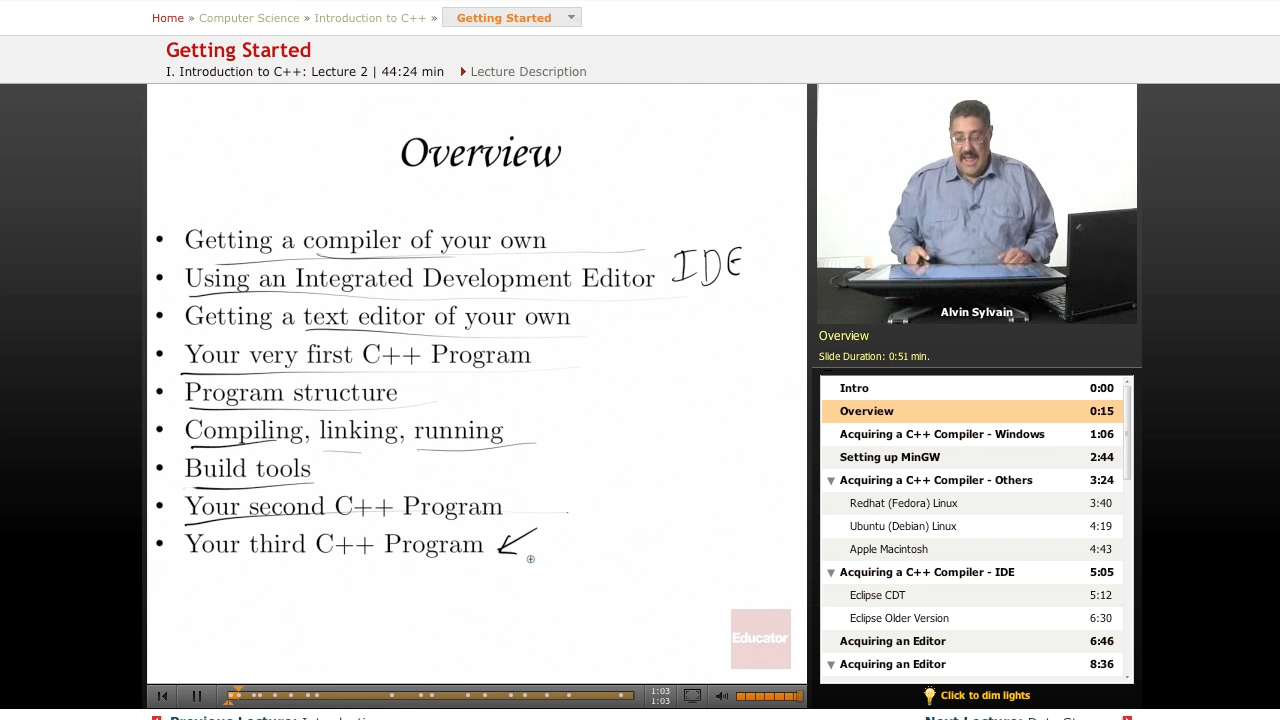 Home » Computer Science » Introduction to C++ » Getting Started
Getting Started
I. Introduction to C++: Lecture 2 | 44:24 min Lecture Description
Overview
• Getting a compiler of your own
• Using an Integrated Development Editor IDE
• Getting a text editor of your own
• Your very first C++ Program
• Program structure
• Compiling, linking, running
• Build tools
• Your second C++ Program
• Your third C++ Program
Educator
1:03
1:03
Alvin Sylvain
Overview
Slide Duration: 0:51 min.
Intro 0:00
Overview 0:15
Acquiring a C++ Compiler - Windows 1:06
Setting up MinGW 2:44
Acquiring a C++ Compiler - Others 3:24
Redhat (Fedora) Linux 3:40
Ubuntu (Debian) Linux 4:19
Apple Macintosh 4:43
Acquiring a C++ Compiler - IDE 5:05
Eclipse CDT 5:12
Eclipse Older Version 6:30
Acquiring an Editor 6:46
Acquiring an Editor 8:36
Click to dim lights
Previous Lecture: Introduction
Next Lecture: